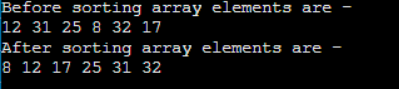 Before sorting array elements are -
12 31 25 8 32 17
After sorting array elements are -
8 12 17 25 31 32